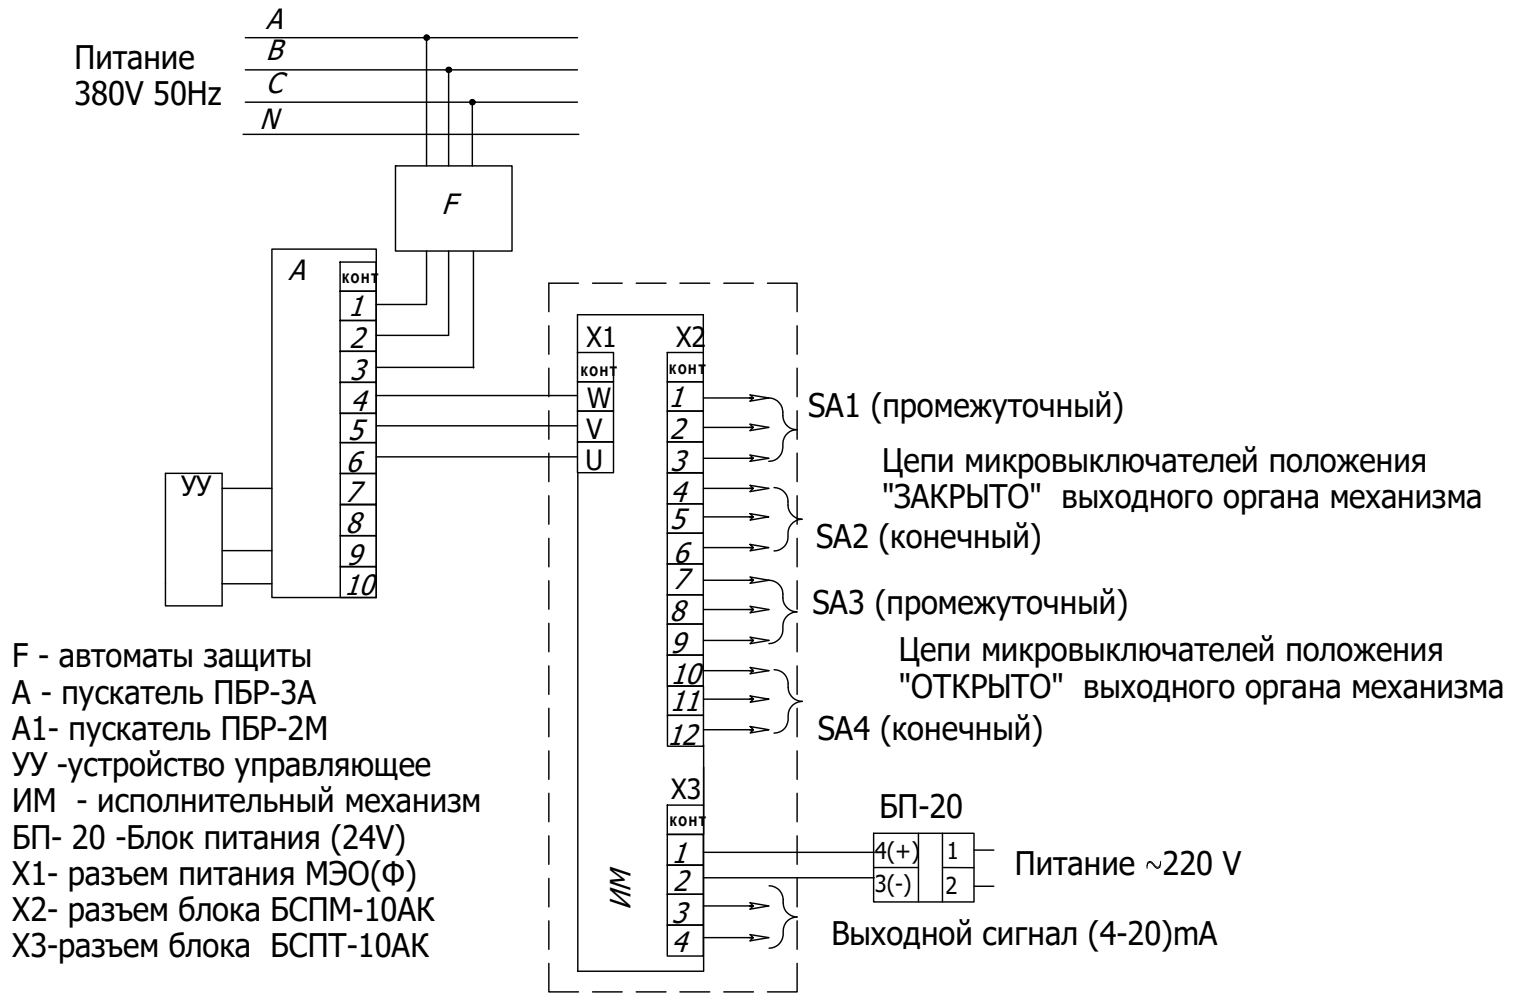 A
Питание
B
380V 50Hz
C
N
F
A
конт
1
2
3
4
5
6
7
8
9
10
УУ
X1
конт
W
V
U
X2
конт
1
2
3
4
5
6
7
8
9
10
11
12
SA1 (промежуточный)
Цепи микровыключателей положения
"ЗАКРЫТО" выходного органа механизма
SA2 (конечный)
SA3 (промежуточный)
Цепи микровыключателей положения
"ОТКРЫТО" выходного органа механизма
SA4 (конечный)
X3
конт
1
2
3
4
ИМ
БП-20
4(+)
1
3(-)
2
Питание ~220 V
Выходной сигнал (4-20)mA
F - автоматы защиты
А - пускатель ПБР-3А
А1- пускатель ПБР-2М
УУ -устройство управляющее
ИМ - исполнительный механизм
БП- 20 -Блок питания (24V)
X1- разъем питания МЭО(Ф)
X2- разъем блока БСПМ-10АК
X3-разъем блока БСПТ-10АК